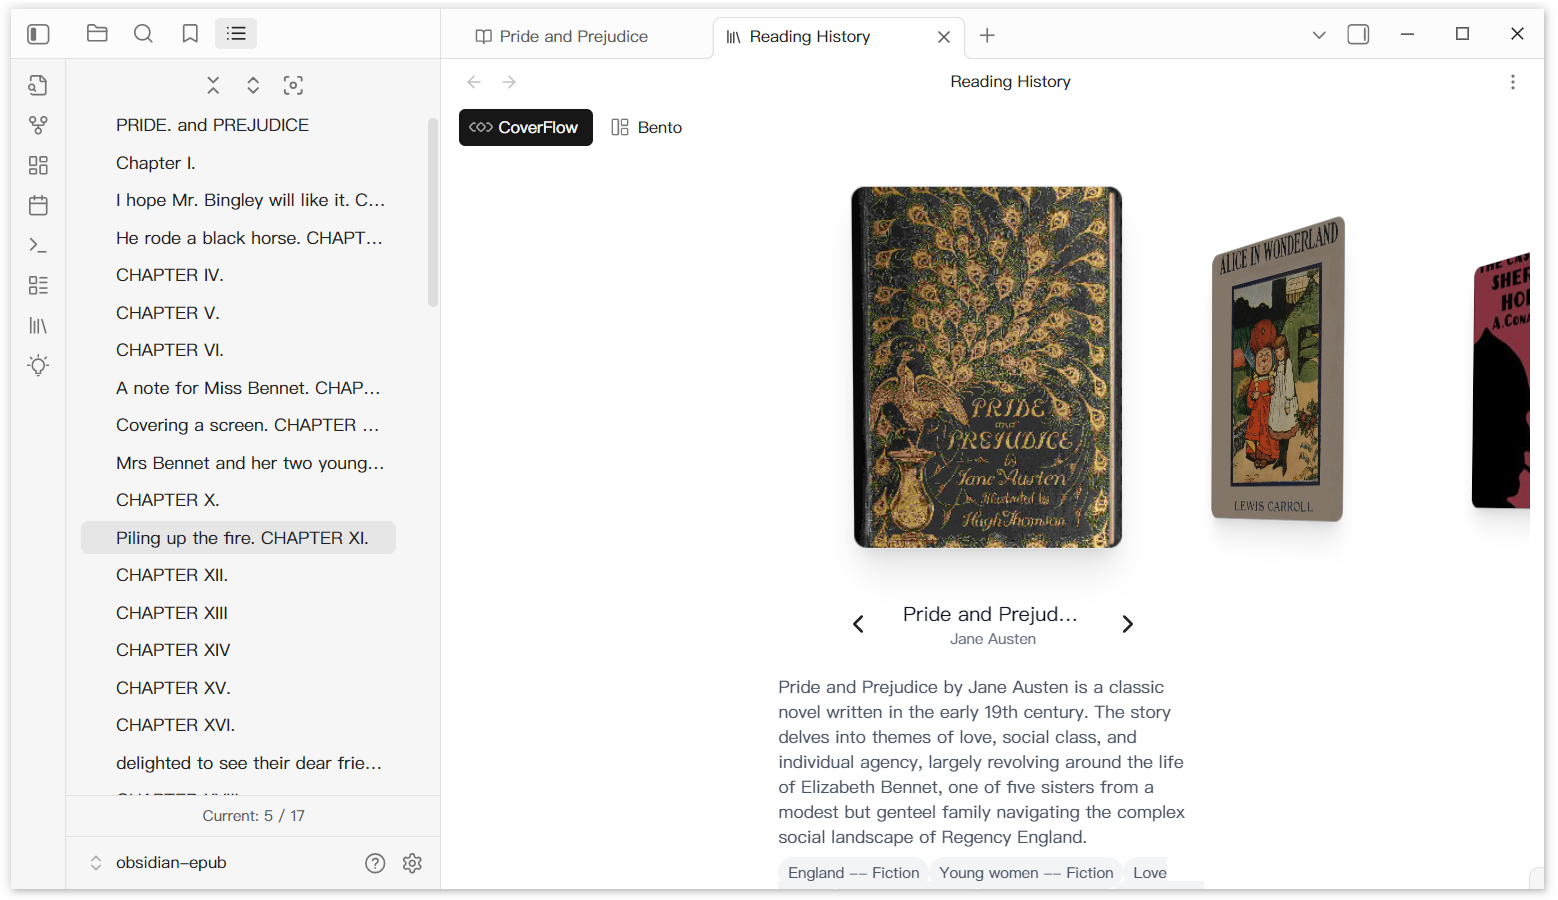 Pride and Prejudice
Reading History
Reading History
CoverFlow
Bento
PRIDE. and PREJUDICE
Chapter I.
I hope Mr. Bingley will like it. C...
He rode a black horse. CHAPT...
CHAPTER IV.
CHAPTER V.
CHAPTER VI.
A note for Miss Bennet. CHAP...
Covering a screen. CHAPTER ...
Mrs Bennet and her two young...
CHAPTER X.
Piling up the fire. CHAPTER XI.
CHAPTER XII.
CHAPTER XIII
CHAPTER XIV
CHAPTER XV.
CHAPTER XVI.
delighted to see their dear frie...
Current: 5 / 17
obsidian-epub
PRIDE
and
PREJUDICE
by
Jane Austen
Illustrated by
Hugh Thomson
ALICE IN WONDERLAND
LEWIS CARROLL
SHER
HO
A. CONA
Pride and Prejud...
Jane Austen
Pride and Prejudice by Jane Austen is a classic
novel written in the early 19th century. The story
delves into themes of love, social class, and
individual agency, largely revolving around the life
of Elizabeth Bennet, one of five sisters from a
modest but genteel family navigating the complex
social landscape of Regency England.
England -- Fiction
Young women -- Fiction
Love